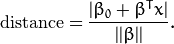 distance = |β₀ + βᵀx| / ||β||.